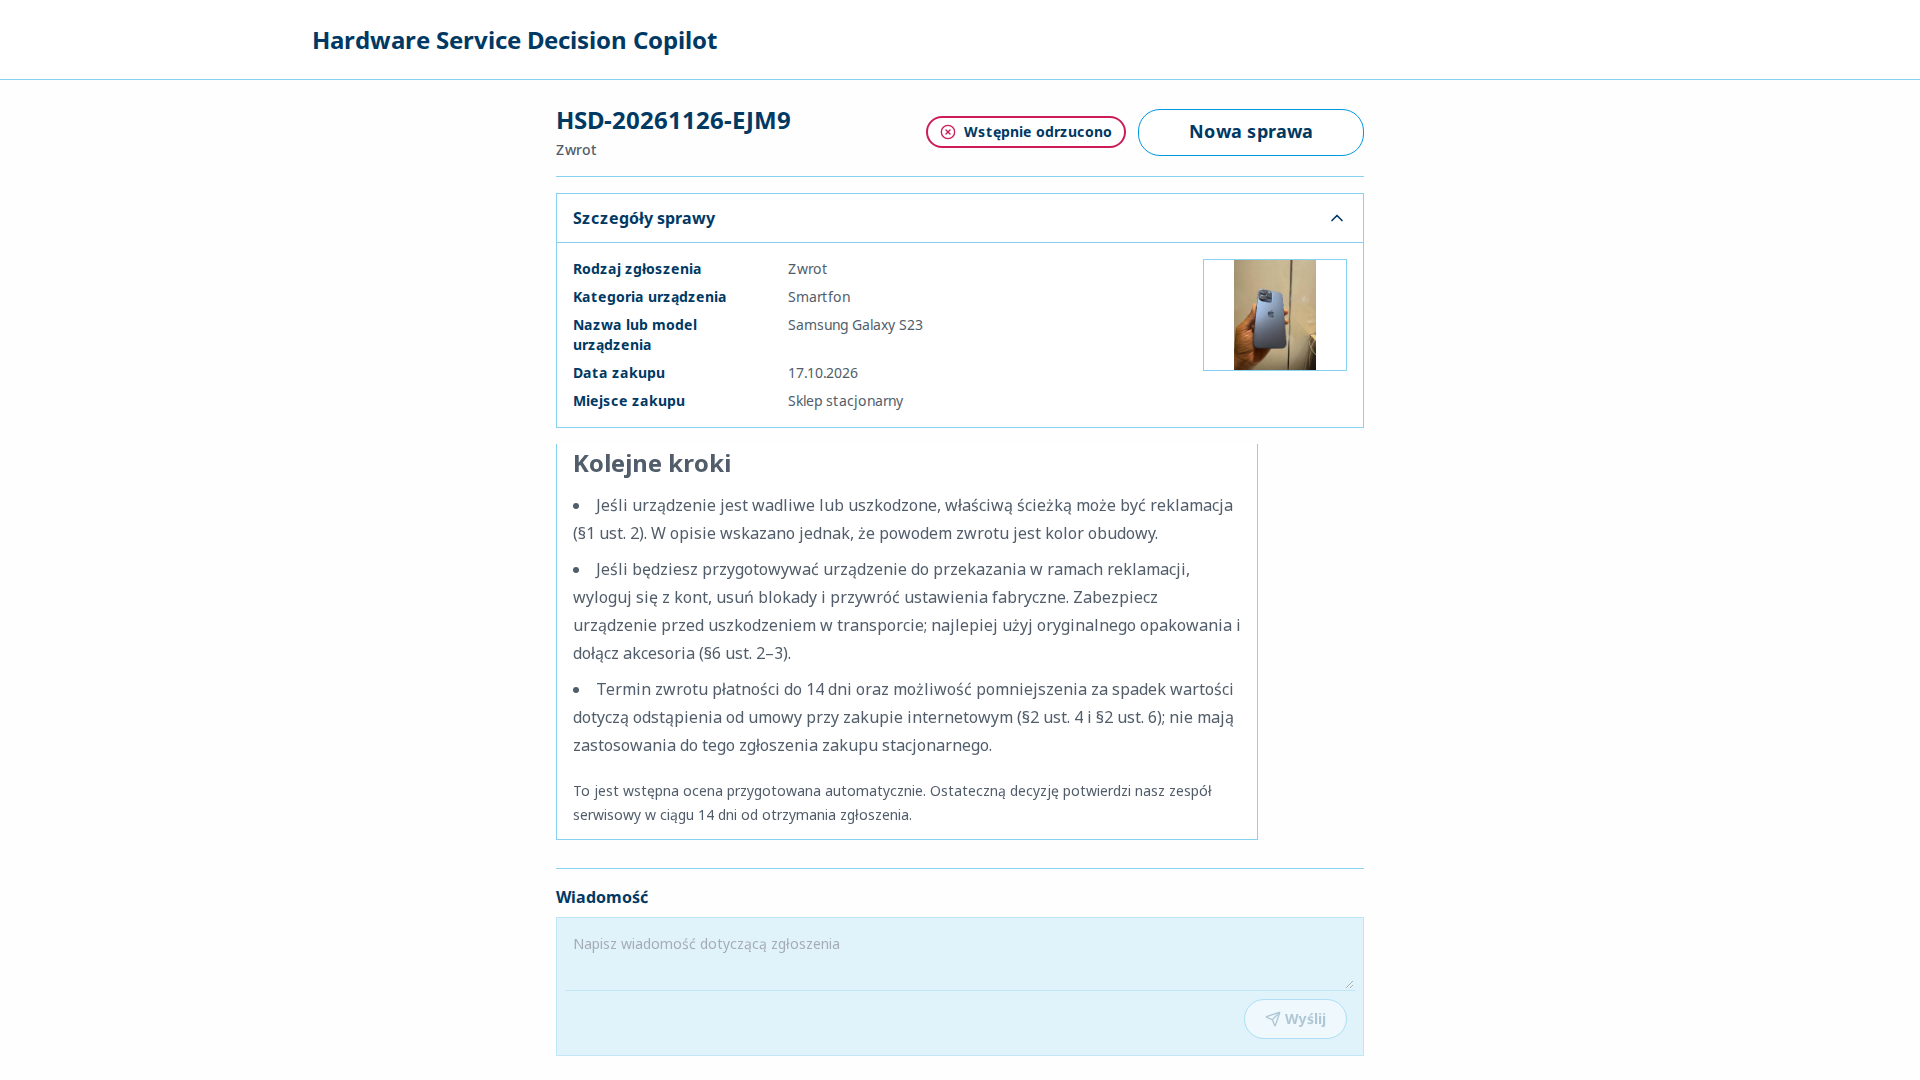 Hardware Service Decision Copilot
HSD-20261126-EJM9
Zwrot
Wstępnie odrzucono
Nowa sprawa
Szczegóły sprawy
Rodzaj zgłoszenia
Zwrot
Kategoria urządzenia
Smartfon
Nazwa lub model
urządzenia
Samsung Galaxy S23
Data zakupu
17.10.2026
Miejsce zakupu
Sklep stacjonarny
Kolejne kroki
• Jeśli urządzenie jest wadliwe lub uszkodzone, właściwą ścieżką może być reklamacja
(§1 ust. 2). W opisie wskazano jednak, że powodem zwrotu jest kolor obudowy.
• Jeśli będziesz przygotowywać urządzenie do przekazania w ramach reklamacji,
wyloguj się z kont, usuń blokady i przywróć ustawienia fabryczne. Zabezpiecz
urządzenie przed uszkodzeniem w transporcie; najlepiej użyj oryginalnego opakowania i
dołącz akcesoria (§6 ust. 2–3).
• Termin zwrotu płatności do 14 dni oraz możliwość pomniejszenia za spadek wartości
dotyczą odstąpienia od umowy przy zakupie internetowym (§2 ust. 4 i §2 ust. 6); nie mają
zastosowania do tego zgłoszenia zakupu stacjonarnego.
To jest wstępna ocena przygotowana automatycznie. Ostateczną decyzję potwierdzi nasz zespół
serwisowy w ciągu 14 dni od otrzymania zgłoszenia.
Wiadomość
Napisz wiadomość dotyczącą zgłoszenia
Wyślij